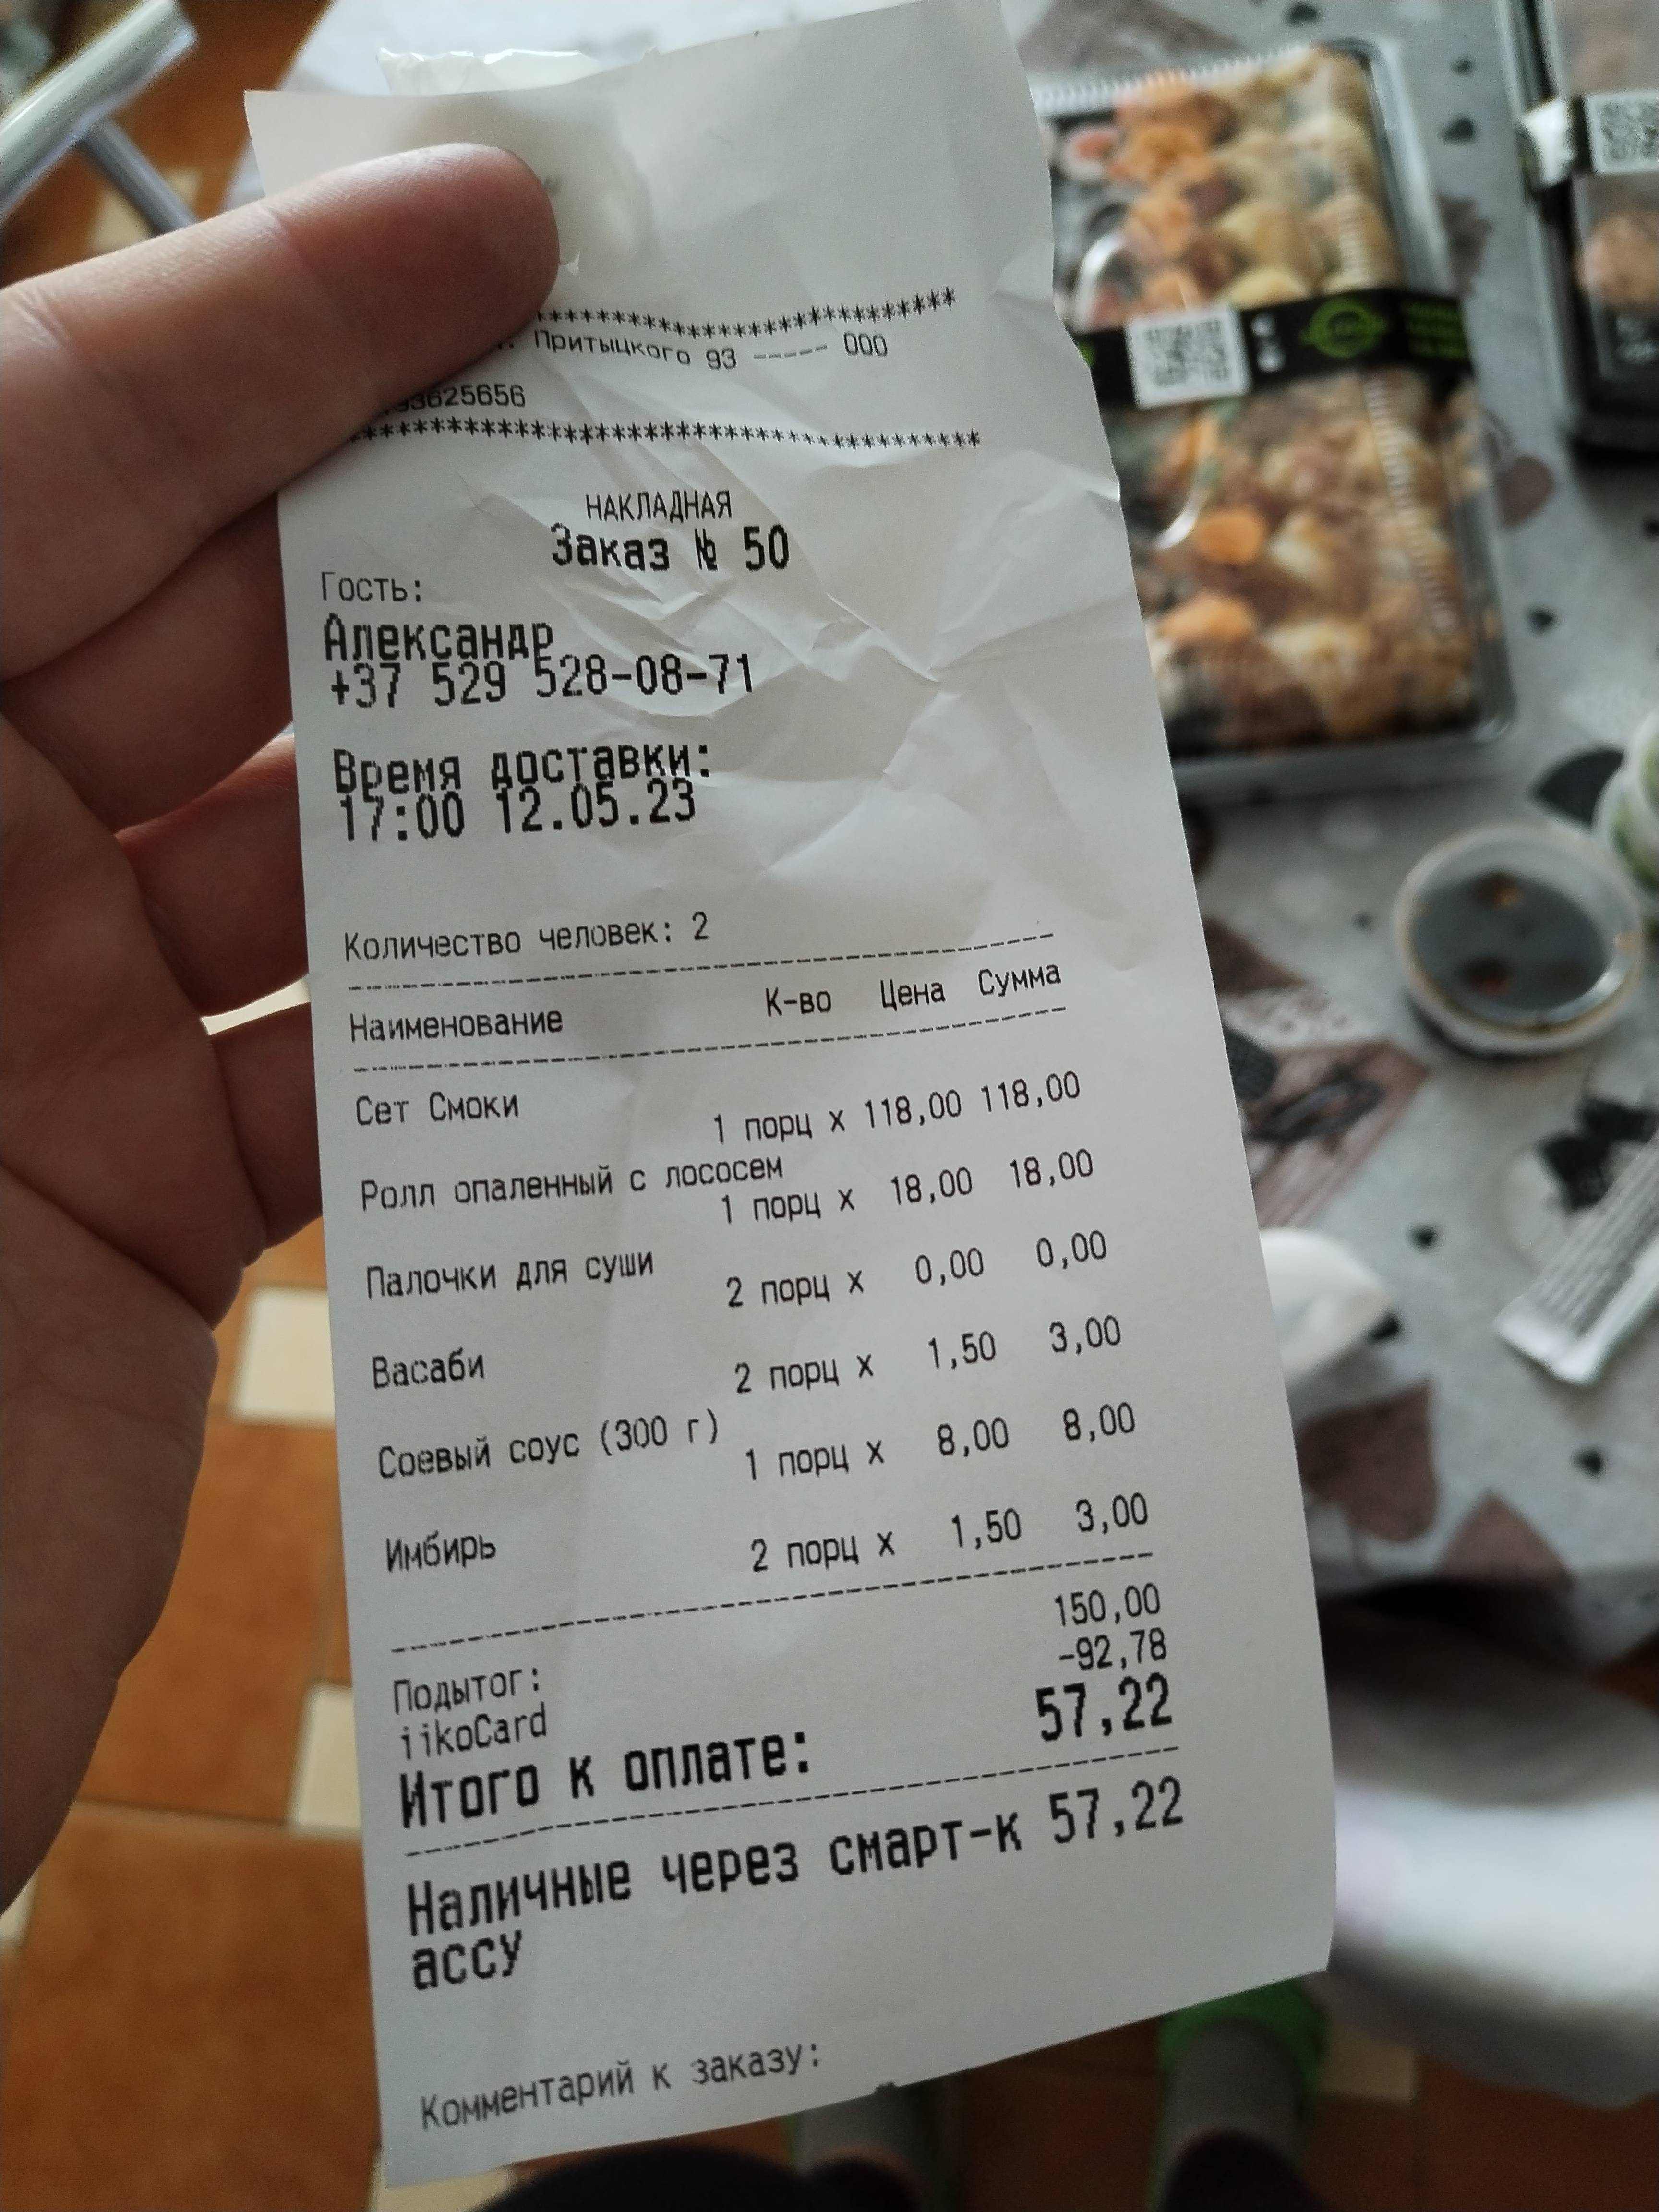 ***********************************
Притыцкого 93 ----- ООО
93625656
******************************************
НАКЛАДНАЯ
Заказ № 50
Гость:
Александр
+37 529 528-08-71
Время доставки:
17:00 12.05.23
Количество человек: 2
Наименование К-во Цена Сумма
Сет Смоки
1 порц x 118,00 118,00
Ролл опаленный с лососем
1 порц x 18,00 18,00
Палочки для суши
2 порц x 0,00 0,00
Васаби
2 порц x 1,50 3,00
Соевый соус (300 г)
1 порц x 8,00 8,00
Имбирь
2 порц x 1,50 3,00
Подытог: 150,00
iikoCard -92,78
Итого к оплате: 57,22
Наличные через смарт-к 57,22
ассу
Комментарий к заказу: